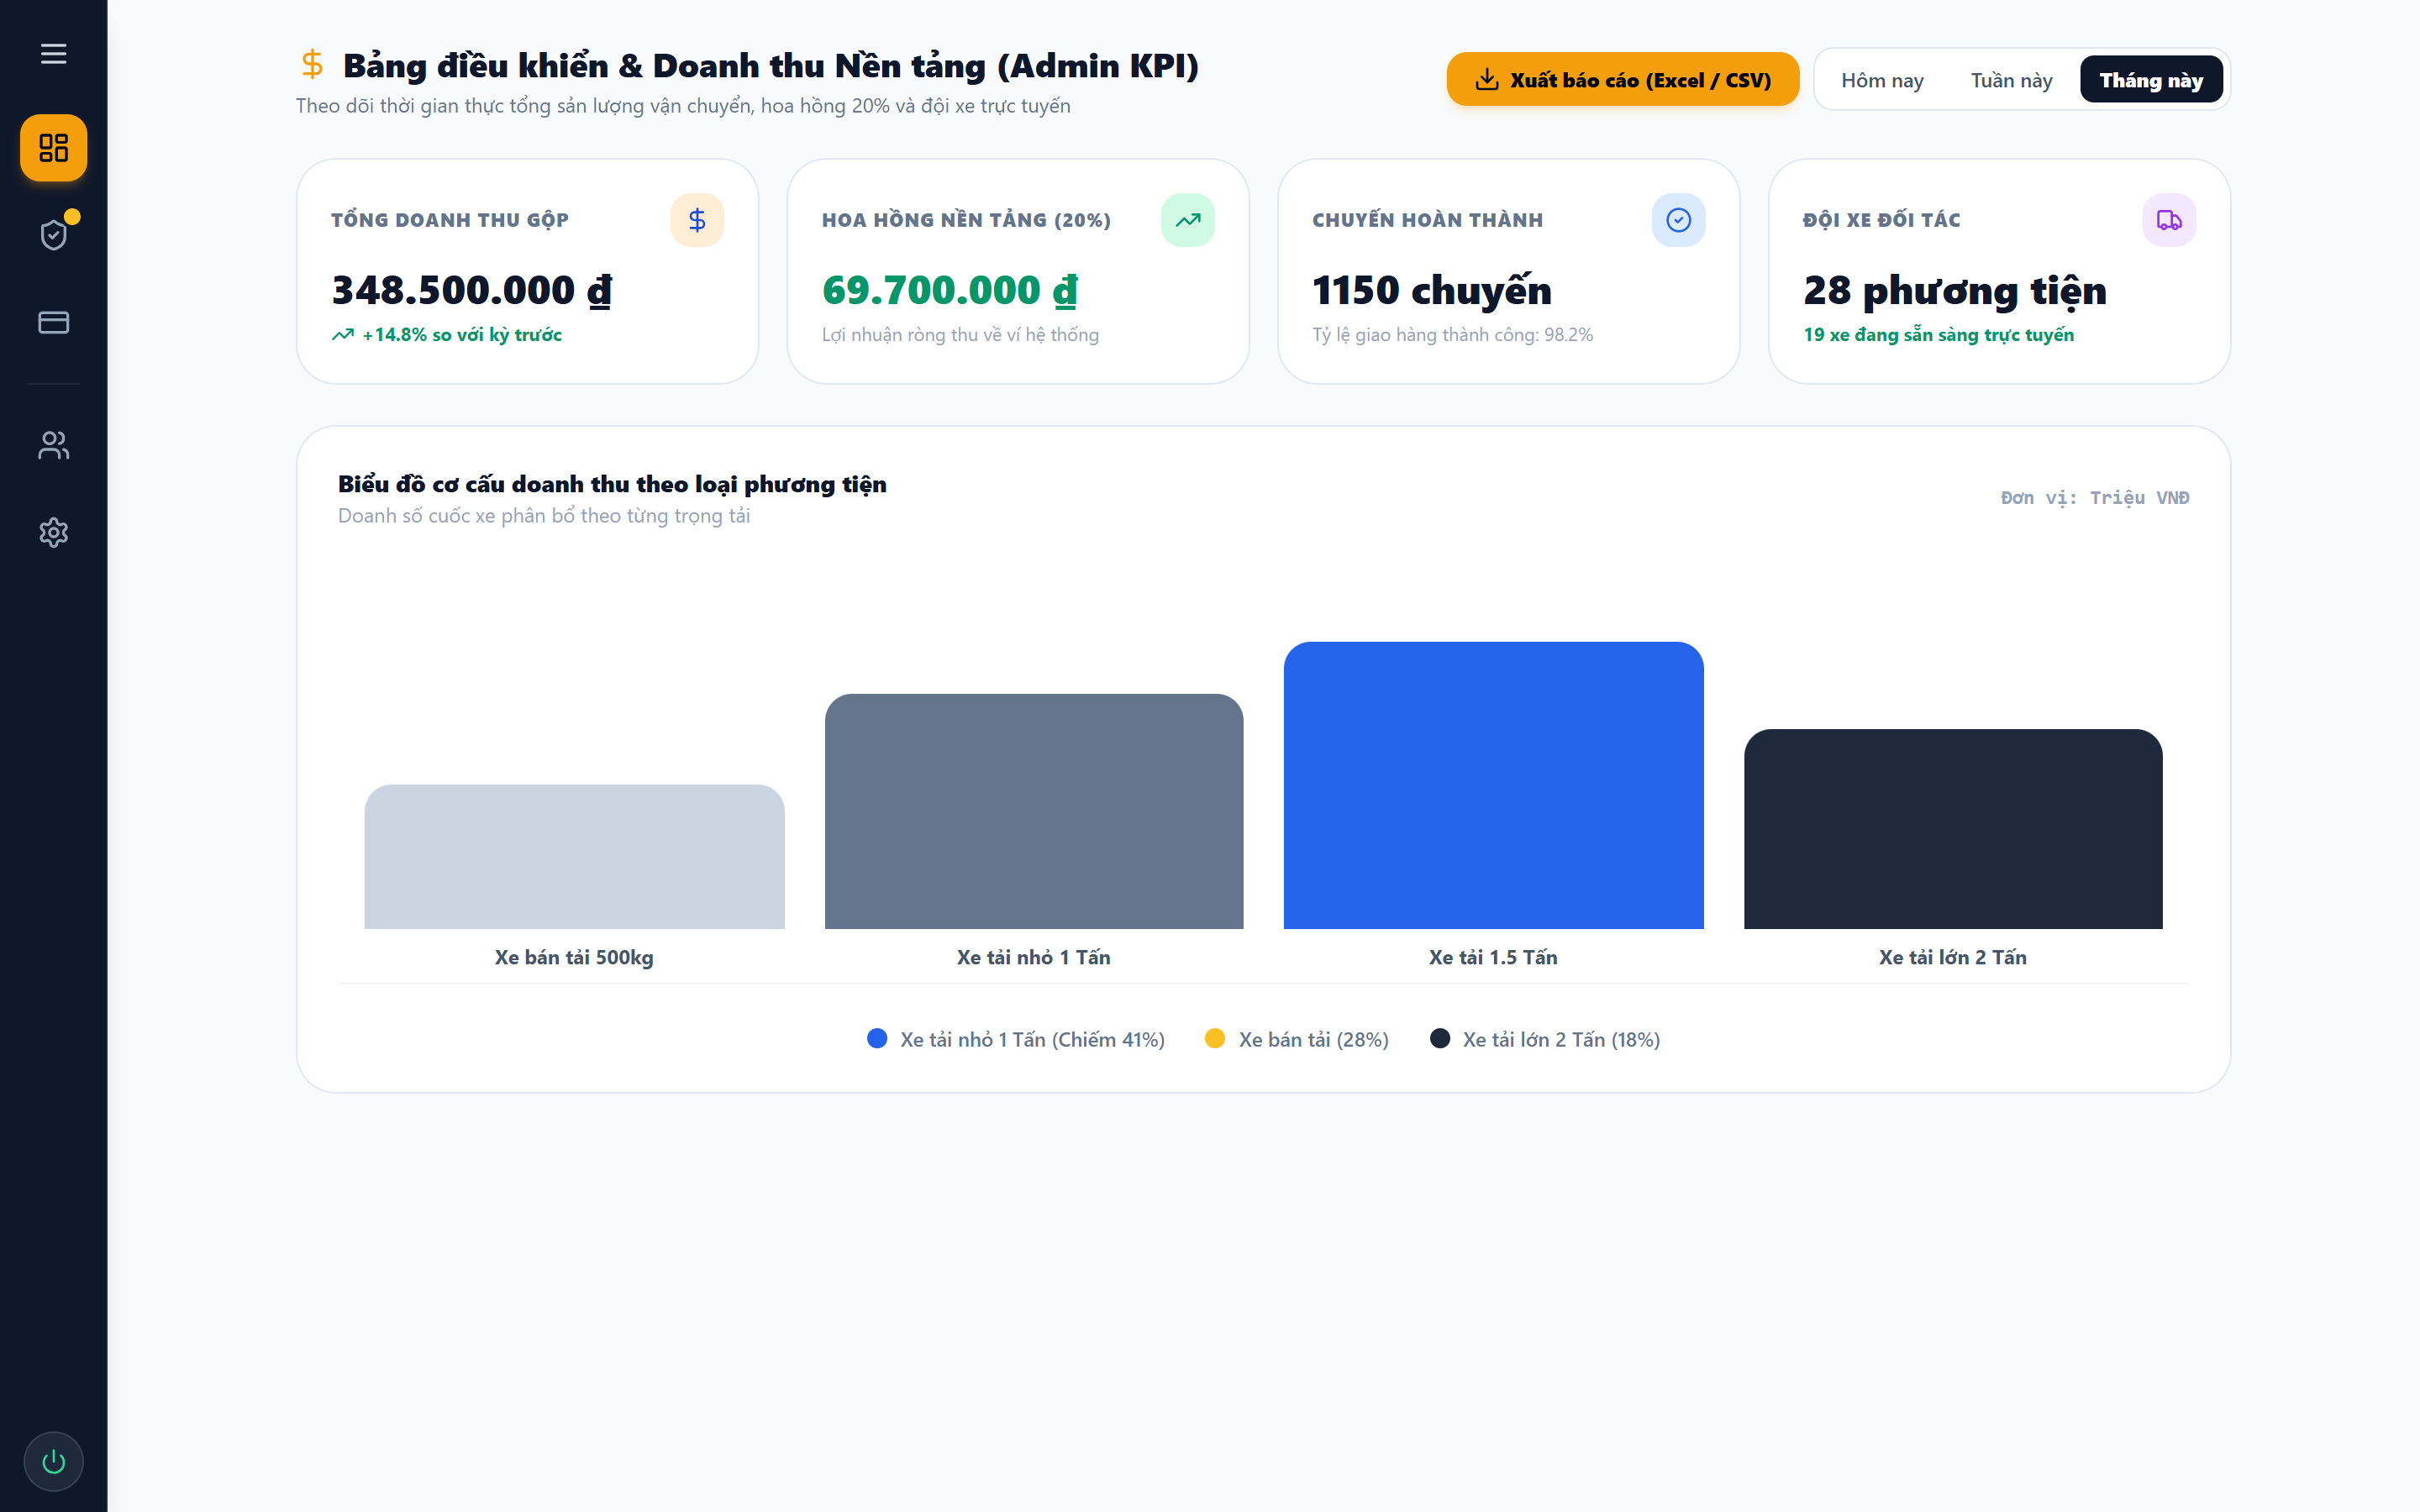 Bảng điều khiển & Doanh thu Nền tảng (Admin KPI)
Theo dõi thời gian thực tổng sản lượng vận chuyển, hoa hồng 20% và đội xe trực tuyến
Xuất báo cáo (Excel / CSV)
Hôm nay
Tuần này
Tháng này
TỔNG DOANH THU GỘP
348.500.000 ₫
+14.8% so với kỳ trước
HOA HỒNG NỀN TẢNG (20%)
69.700.000 ₫
Lợi nhuận ròng thu về ví hệ thống
CHUYẾN HOÀN THÀNH
1150 chuyến
Tỷ lệ giao hàng thành công: 98.2%
ĐỘI XE ĐỐI TÁC
28 phương tiện
19 xe đang sẵn sàng trực tuyến
Biểu đồ cơ cấu doanh thu theo loại phương tiện
Doanh số cuốc xe phân bổ theo từng trọng tải
Đơn vị: Triệu VNĐ
Xe bán tải 500kg
Xe tải nhỏ 1 Tấn
Xe tải 1.5 Tấn
Xe tải lớn 2 Tấn
Xe tải nhỏ 1 Tấn (Chiếm 41%)
Xe bán tải (28%)
Xe tải lớn 2 Tấn (18%)